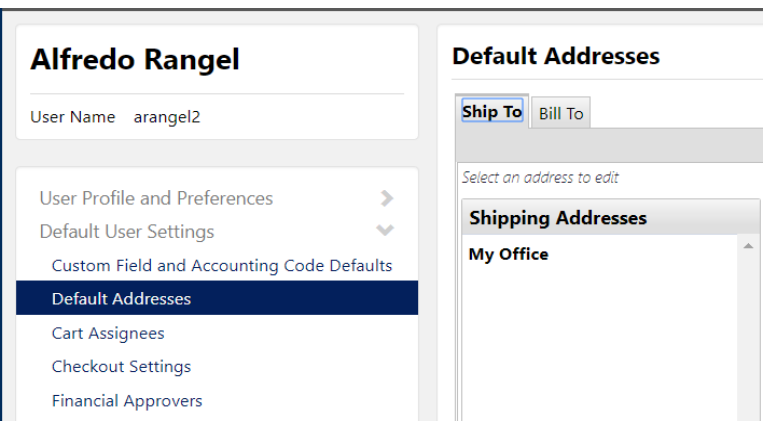 Alfredo Rangel
User Name arangel2
User Profile and Preferences
Default User Settings
Custom Field and Accounting Code Defaults
Default Addresses
Cart Assignees
Checkout Settings
Financial Approvers
Default Addresses
Ship To Bill To
Select an address to edit
Shipping Addresses
My Office